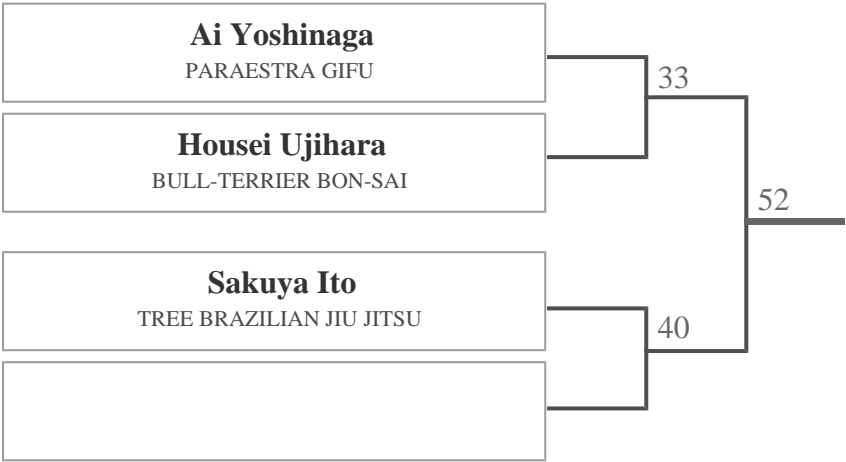 Ai Yoshinaga
PARAESTRA GIFU
33
Housei Ujihara
BULL-TERRIER BON-SAI
52
Sakuya Ito
TREE BRAZILIAN JIU JITSU
40